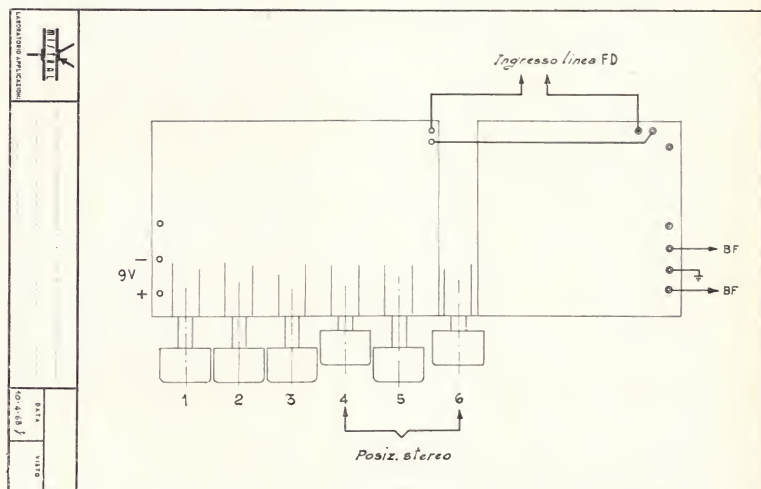 mistral
LABORATORIO APPLICAZIONI
Ingresso linea FD
9V
−
+
BF
BF
1 2 3 4 5 6
Posiz. stereo
DATA
10-4-68
VISTO